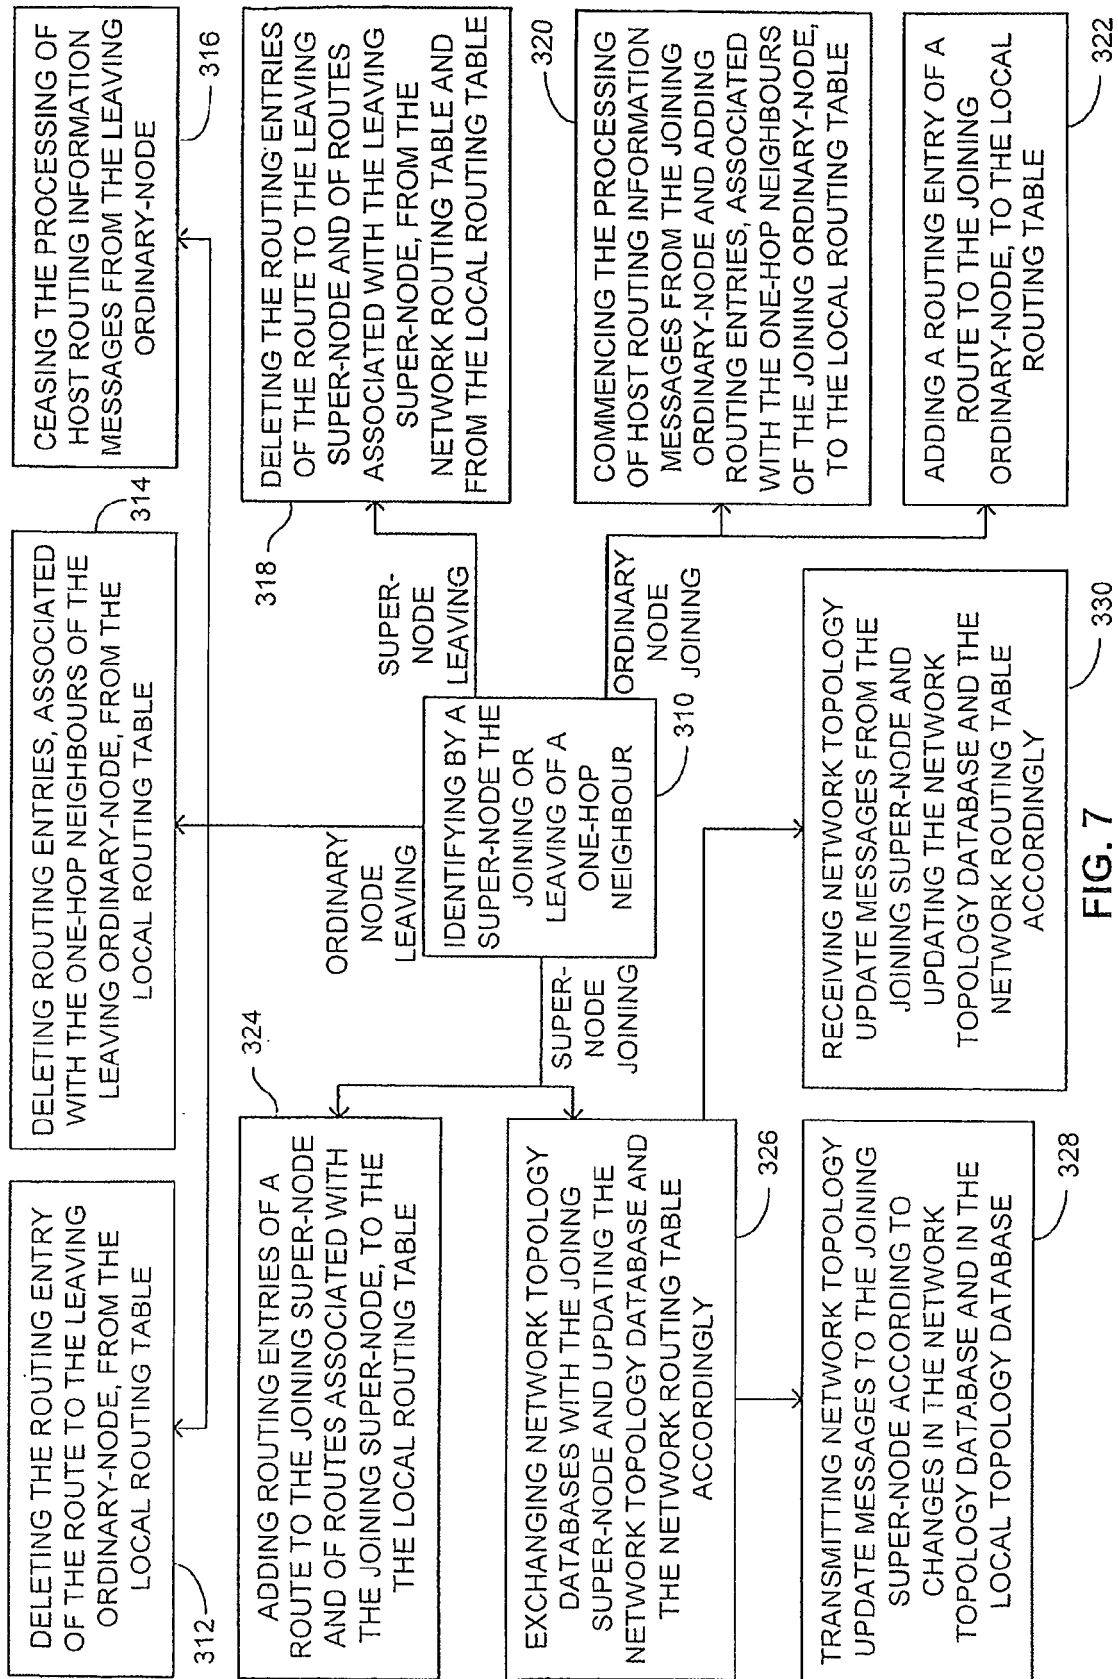 DELETING THE ROUTING ENTRY
OF THE ROUTE TO THE LEAVING
ORDINARY-NODE, FROM THE
LOCAL ROUTING TABLE
312
DELETING ROUTING ENTRIES, ASSOCIATED
WITH THE ONE-HOP NEIGHBOURS OF THE
LEAVING ORDINARY-NODE, FROM THE
LOCAL ROUTING TABLE
314
CEASING THE PROCESSING OF
HOST ROUTING INFORMATION
MESSAGES FROM THE LEAVING
ORDINARY-NODE
316
ADDING ROUTING ENTRIES OF A
ROUTE TO THE JOINING SUPER-NODE
AND OF ROUTES ASSOCIATED WITH
THE JOINING SUPER-NODE, TO THE
THE LOCAL ROUTING TABLE
324
ORDINARY
NODE
LEAVING
SUPER-
NODE
LEAVING
318
DELETING THE ROUTING ENTRIES
OF THE ROUTE TO THE LEAVING
SUPER-NODE AND OF ROUTES
ASSOCIATED WITH THE LEAVING
SUPER-NODE, FROM THE
NETWORK ROUTING TABLE AND
FROM THE LOCAL ROUTING TABLE
IDENTIFYING BY A
SUPER-NODE THE
JOINING OR
LEAVING OF A
ONE-HOP
NEIGHBOUR
310
SUPER-
NODE
JOINING
ORDINARY
NODE
JOINING
320
COMMENCING THE PROCESSING
OF HOST ROUTING INFORMATION
MESSAGES FROM THE JOINING
ORDINARY-NODE AND ADDING
ROUTING ENTRIES, ASSOCIATED
WITH THE ONE-HOP NEIGHBOURS
OF THE JOINING ORDINARY-NODE,
TO THE LOCAL ROUTING TABLE
EXCHANGING NETWORK TOPOLOGY
DATABASES WITH THE JOINING
SUPER-NODE AND UPDATING THE
NETWORK TOPOLOGY DATABASE AND
THE NETWORK ROUTING TABLE
ACCORDINGLY
326
TRANSMITTING NETWORK TOPOLOGY
UPDATE MESSAGES TO THE JOINING
SUPER-NODE ACCORDING TO
CHANGES IN THE NETWORK
TOPOLOGY DATABASE AND IN THE
LOCAL TOPOLOGY DATABASE
328
RECEIVING NETWORK TOPOLOGY
UPDATE MESSAGES FROM THE
JOINING SUPER-NODE AND
UPDATING THE NETWORK
TOPOLOGY DATABASE AND THE
NETWORK ROUTING TABLE
ACCORDINGLY
330
ADDING A ROUTING ENTRY OF A
ROUTE TO THE JOINING
ORDINARY-NODE, TO THE LOCAL
ROUTING TABLE
322
FIG. 7